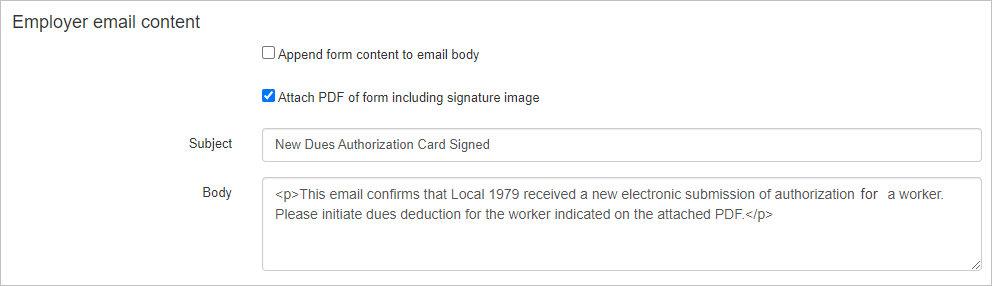 Employer email content
Append form content to email body
Attach PDF of form including signature image
Subject
New Dues Authorization Card Signed
Body
<p>This email confirms that Local 1979 received a new electronic submission of authorization for a worker.
Please initiate dues deduction for the worker indicated on the attached PDF.</p>